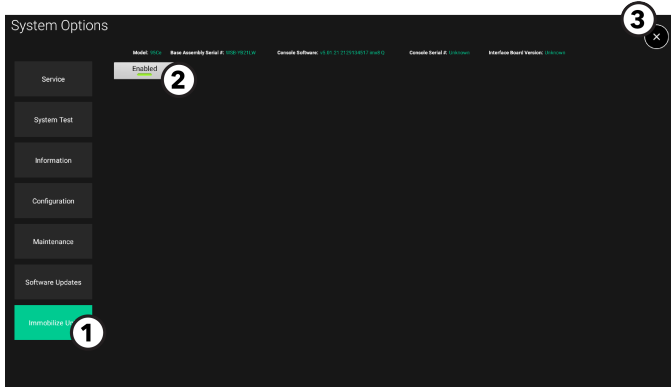 System Options
3
Model: 95Ce Base Assembly Serial #: Console Software: Console Serial #: Unknown Interface Board Version: Unknown
Enabled
2
Service
System Test
Information
Configuration
Maintenance
Software Updates
Immobilize
1